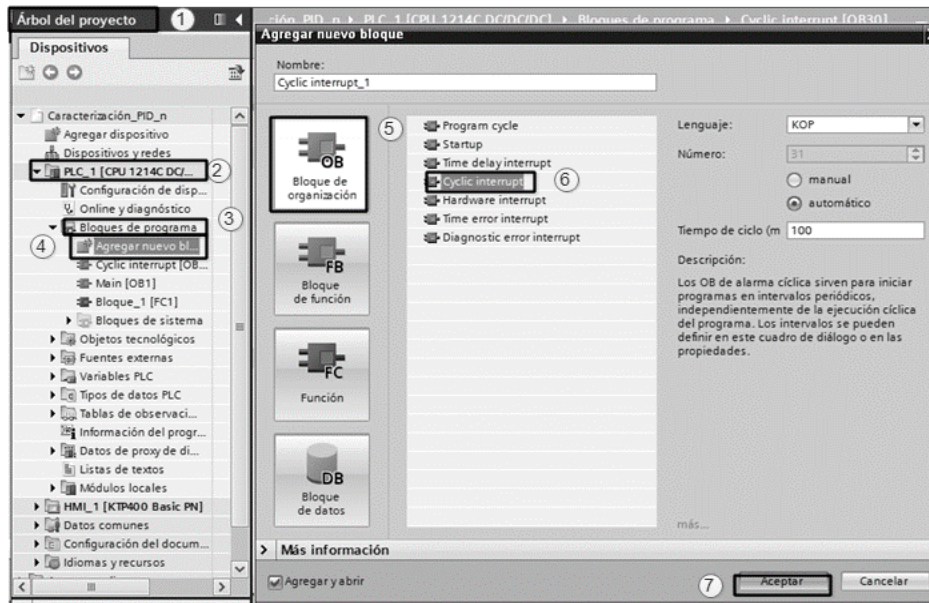 Árbol del proyecto
1
Dispositivos
Caracterización_PID_n
Agregar dispositivo
Dispositivos y redes
PLC_1 [CPU 1214C DC/...
2
Configuración de disp...
Online y diagnóstico
3
Bloques de programa
4
Agregar nuevo bl...
Cyclic interrupt [OB...
Main [OB1]
Bloque_1 [FC1]
Bloques de sistema
Objetos tecnológicos
Fuentes externas
Variables PLC
Tipos de datos PLC
Tablas de observaci...
Información del progr...
Datos de proxy de di...
Listas de textos
Módulos locales
HMI_1 [KTP400 Basic PN]
Datos comunes
Configuración del docum...
Idiomas y recursos
ción_PID_n PLC_1 [CPU 1214C DC/DC/DC] Bloques de programa Cyclic interrupt [OB30]
Agregar nuevo bloque
Nombre:
Cyclic interrupt_1
OB
Bloque de
organización
FB
Bloque
de función
FC
Función
DB
Bloque
de datos
5
Program cycle
Startup
Time delay interrupt
Cyclic interrupt
6
Hardware interrupt
Time error interrupt
Diagnostic error interrupt
Lenguaje: KOP
Número: 31
manual
automático
Tiempo de ciclo (m 100
Descripción:
Los OB de alarma cíclica sirven para iniciar
programas en intervalos periódicos,
independientemente de la ejecución cíclica
del programa. Los intervalos se pueden
definir en este cuadro de diálogo o en las
propiedades.
más...
Más información
Agregar y abrir
7
Aceptar
Cancelar